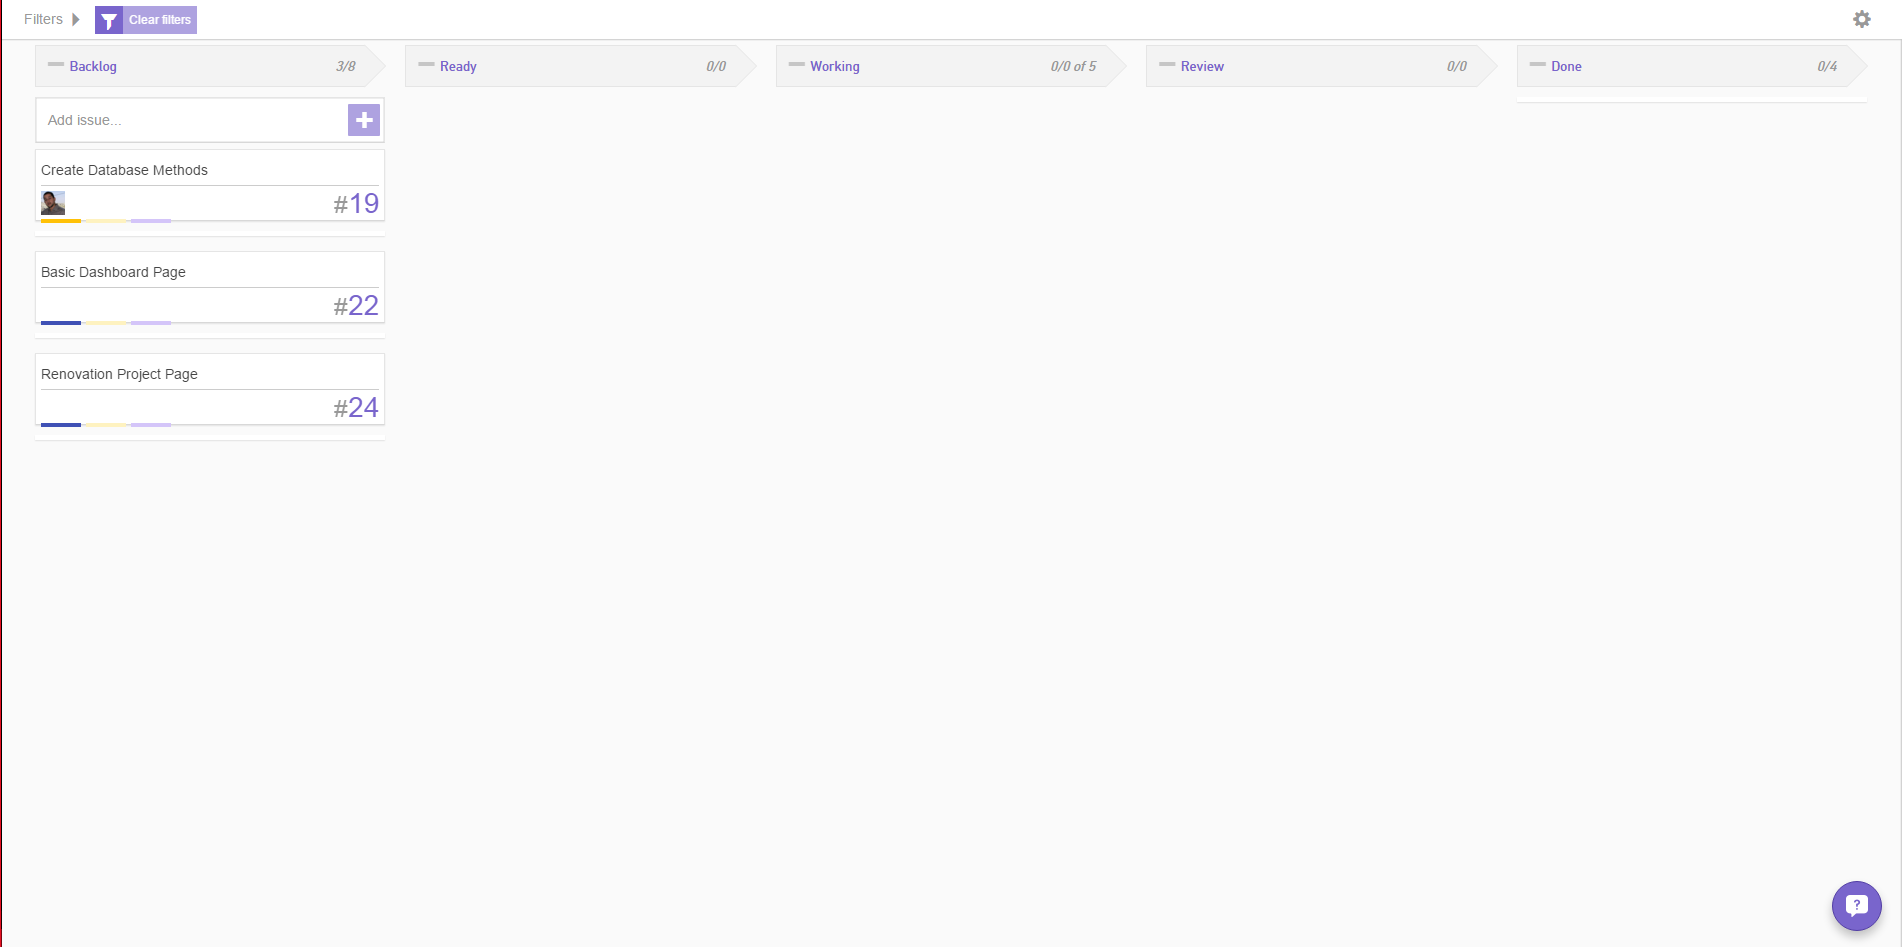 Filters
Clear filters
Backlog 3/8
Ready 0/0
Working 0/0 of 5
Review 0/0
Done 0/4
Add issue...
Create Database Methods
#19
Basic Dashboard Page
#22
Renovation Project Page
#24
?